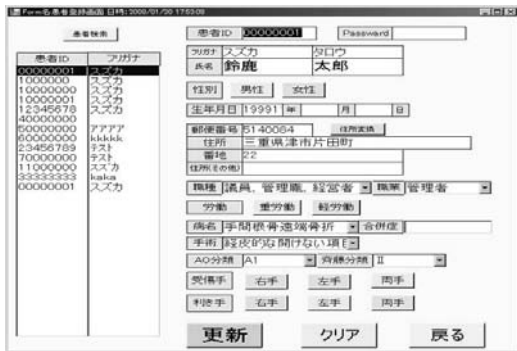 Form名患者登録画面 日時:2008/01/20 17:53:09
患者検索
患者ID フリガナ
00000001 スズカ
1000000 スズカ
10000000 スズカ
10000001 スズカ
12345678 スズカ
40000000
50000000 アアアア
60000000 kkkkk
23456789 テスト
70000000 テスト
11000000 スズカ
33333333 kaka
00000001 スズカ
患者ID 00000001 Password
フリガナ スズカ タロウ
氏名 鈴鹿 太郎
性別 男性 女性
生年月日 19991 年 月 日
郵便番号 5140064 住所変換
住所 三重県津市片田町
番地 22
住所(その他)
職種 議員, 管理職, 経営者 職業 管理者
労働 重労働 軽労働
病名 手関根骨遠端骨折 合併症
手術 経皮的な開けない項目
AO分類 A1 斉藤分類 II
受傷手 右手 左手 両手
利き手 右手 左手 両手
更新 クリア 戻る